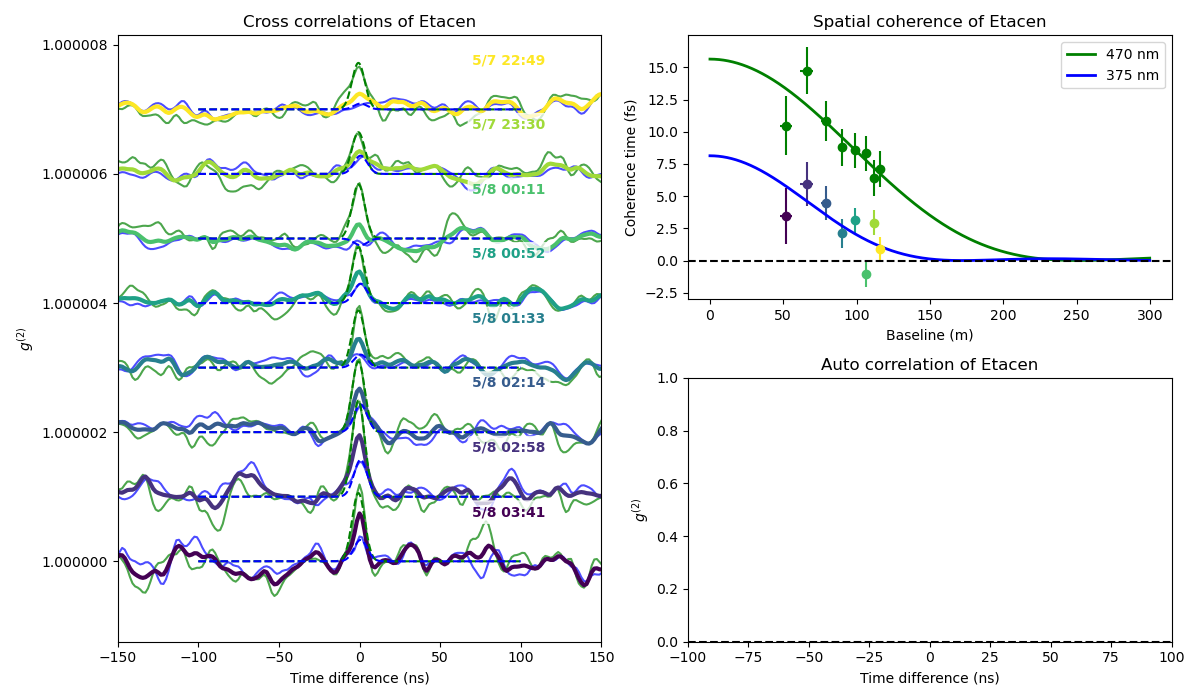 Cross correlations of Etacen
1.000008
1.000006
1.000004
1.000002
1.000000
g(2)
5/7 22:49
5/7 23:30
5/8 00:11
5/8 00:52
5/8 01:33
5/8 02:14
5/8 02:58
5/8 03:41
−150 −100 −50 0 50 100 150
Time difference (ns)
Spatial coherence of Etacen
470 nm
375 nm
15.0
12.5
10.0
7.5
5.0
2.5
0.0
−2.5
Coherence time (fs)
0 50 100 150 200 250 300
Baseline (m)
Auto correlation of Etacen
1.0
0.8
0.6
0.4
0.2
0.0
g(2)
−100 −75 −50 −25 0 25 50 75 100
Time difference (ns)